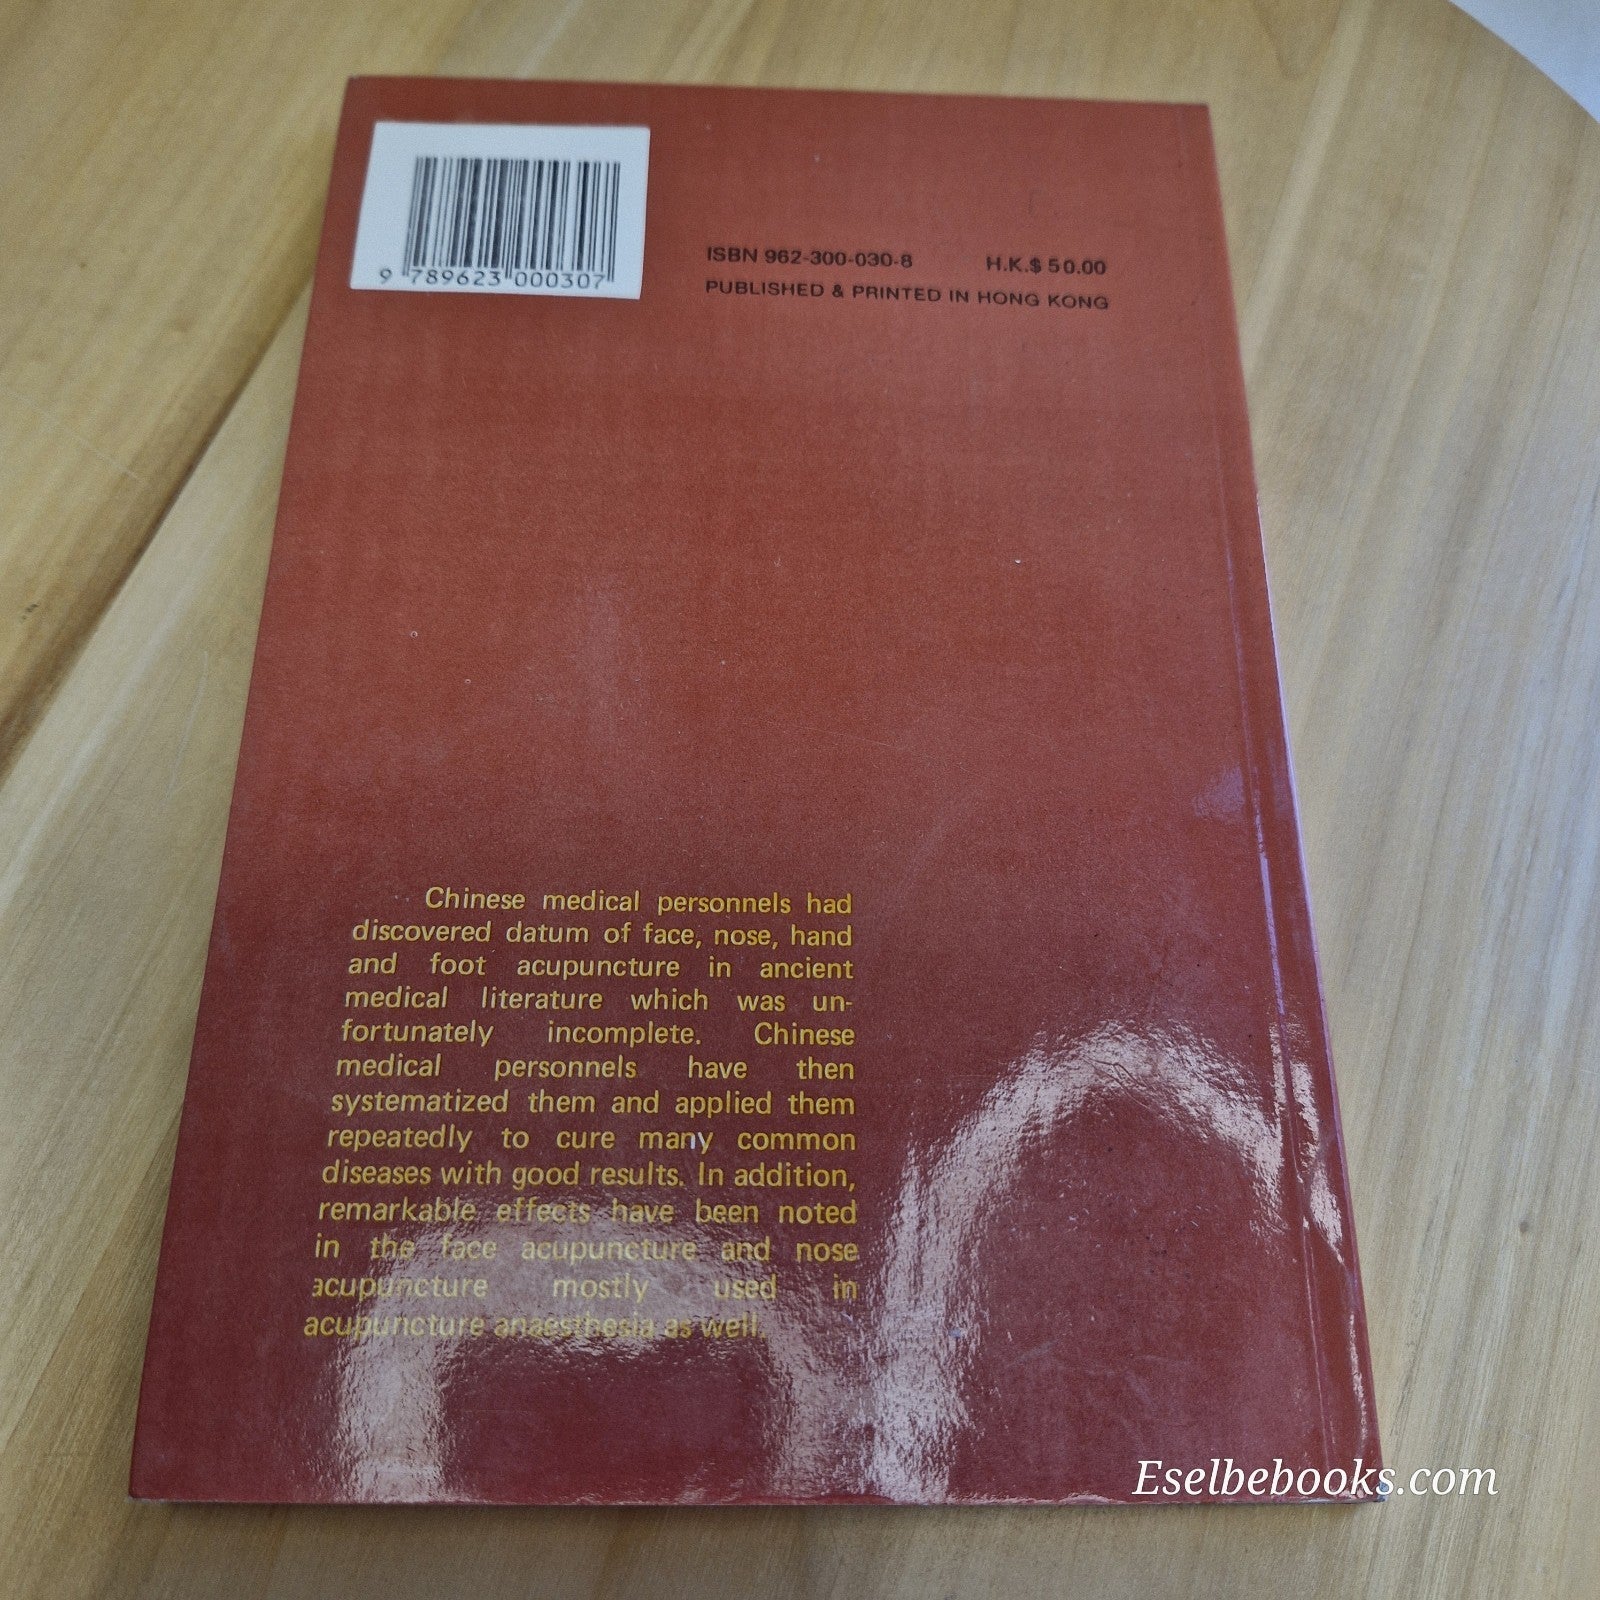 9 789623 000307
ISBN 962-300-030-8 H.K.$ 50.00
PUBLISHED & PRINTED IN HONG KONG
Chinese medical personnels had
discovered datum of face, nose, hand
and foot acupuncture in ancient
medical literature which was un-
fortunately incomplete. Chinese
medical personnels have then
systematized them and applied them
repeatedly to cure many common
diseases with good results. In addition,
remarkable effects have been noted
in the face acupuncture and nose
acupuncture mostly used in
acupuncture anaesthesia as well.
Eselbebooks.com